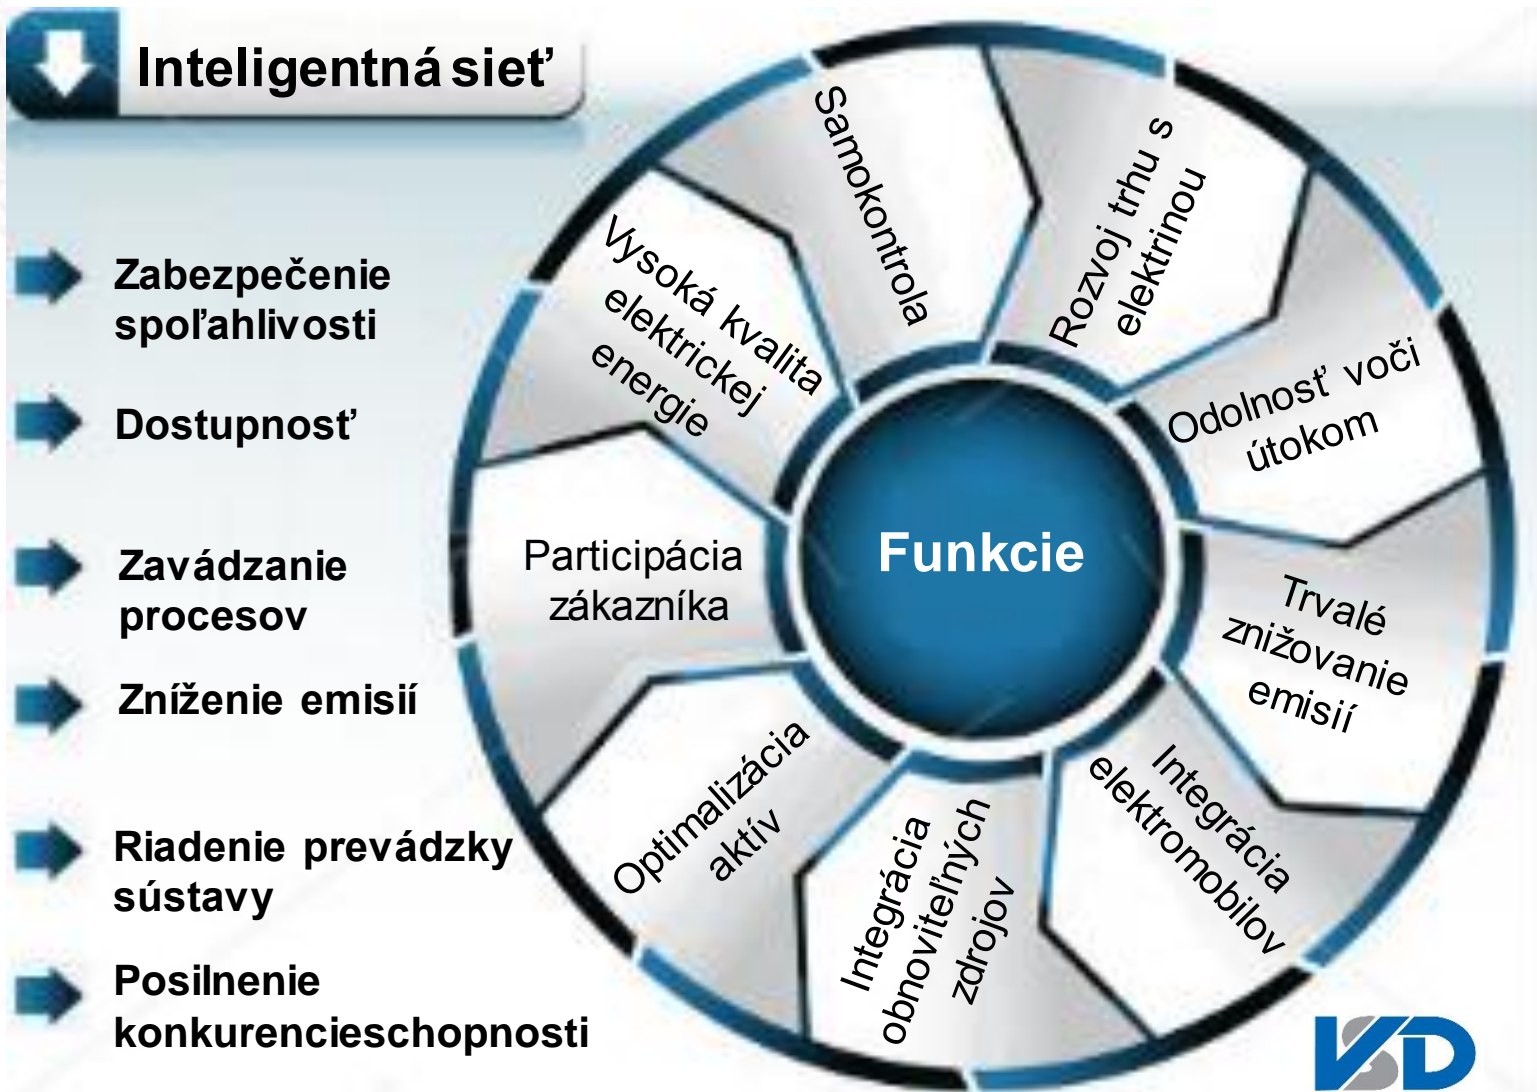 Inteligentná sieť
Zabezpečenie
spoľahlivosti
Dostupnosť
Zavádzanie
procesov
Zníženie emisií
Riadenie prevádzky
sústavy
Posilnenie
konkurencieschopnosti
Funkcie
Samokontrola
Rozvoj trhu s
elektrinou
Odolnosť voči
útokom
Trvalé
znižovanie
emisií
Integrácia
elektromobilov
Integrácia
obnoviteľných
zdrojov
Optimalizácia
aktív
Participácia
zákazníka
Vysoká kvalita
elektrickej
energie
VSD